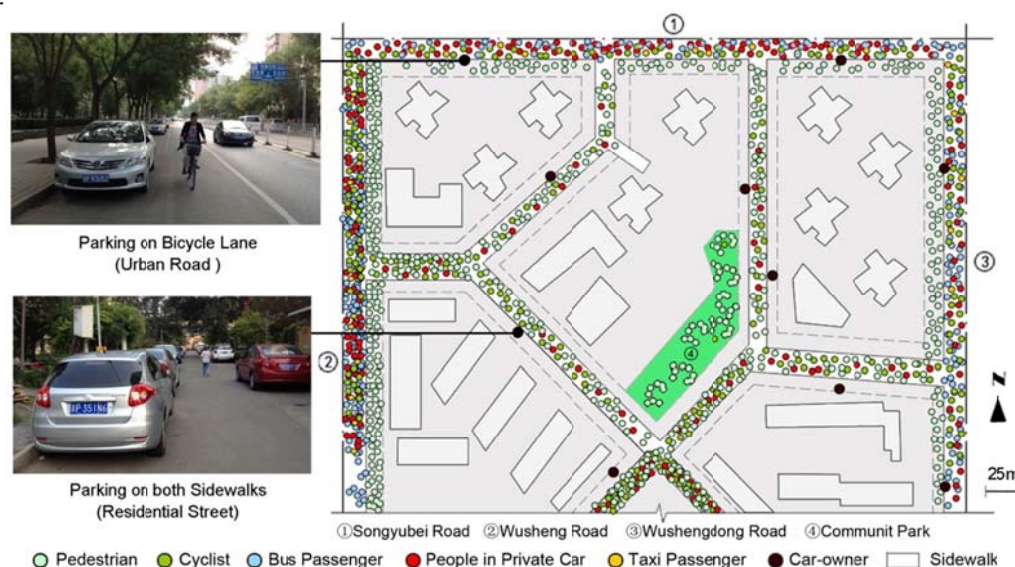 ①
Parking on Bicycle Lane
(Urban Road )
③
②
④
N
25m
Parking on both Sidewalks
(Residential Street)
①Songyubei Road ②Wusheng Road ③Wushengdong Road ④Communit Park
Pedestrian Cyclist Bus Passenger People in Private Car Taxi Passenger Car-owner Sidewalk